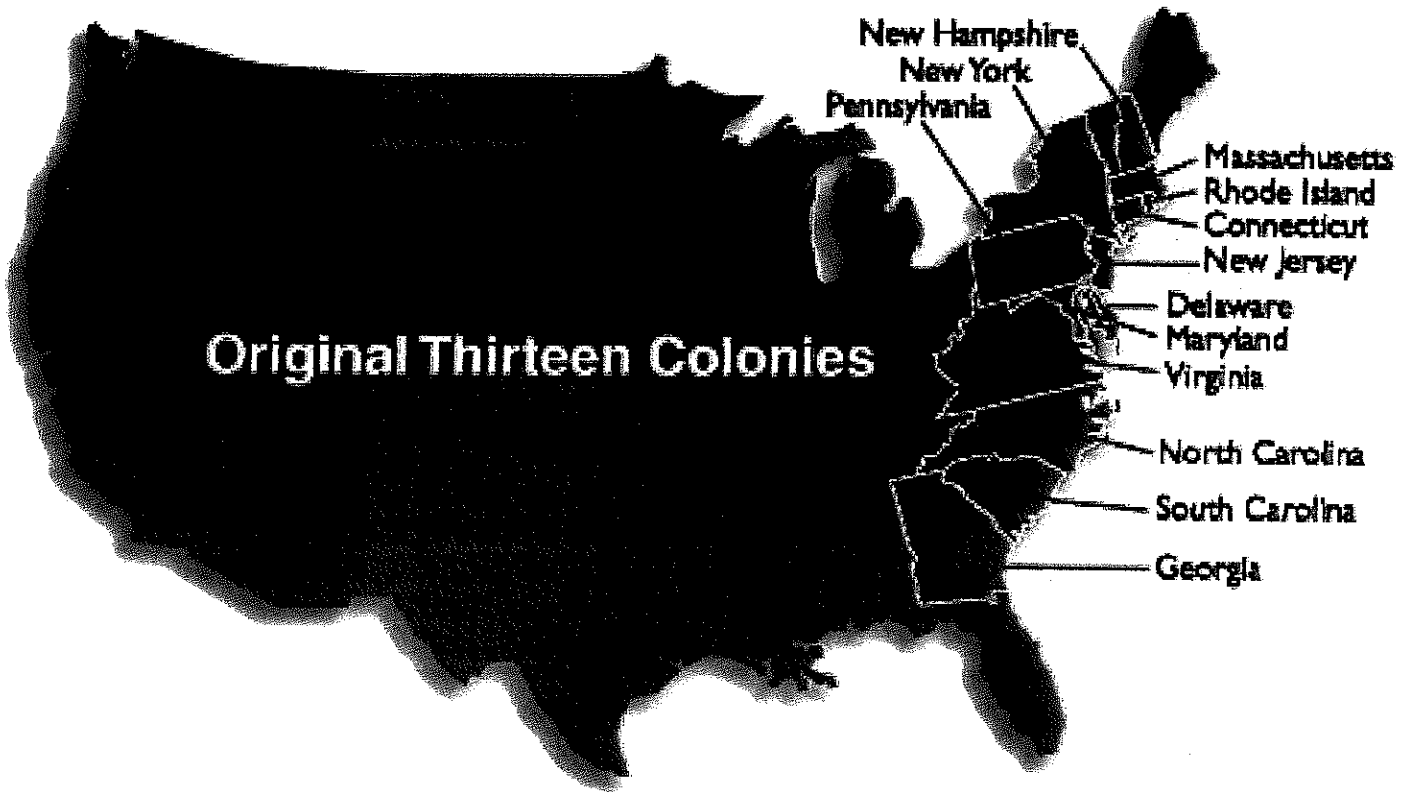 New Hampshire
New York
Pennsylvania
Massachusetts
Rhode Island
Connecticut
New Jersey
Delaware
Maryland
Virginia
Original Thirteen Colonies
North Carolina
South Carolina
Georgia